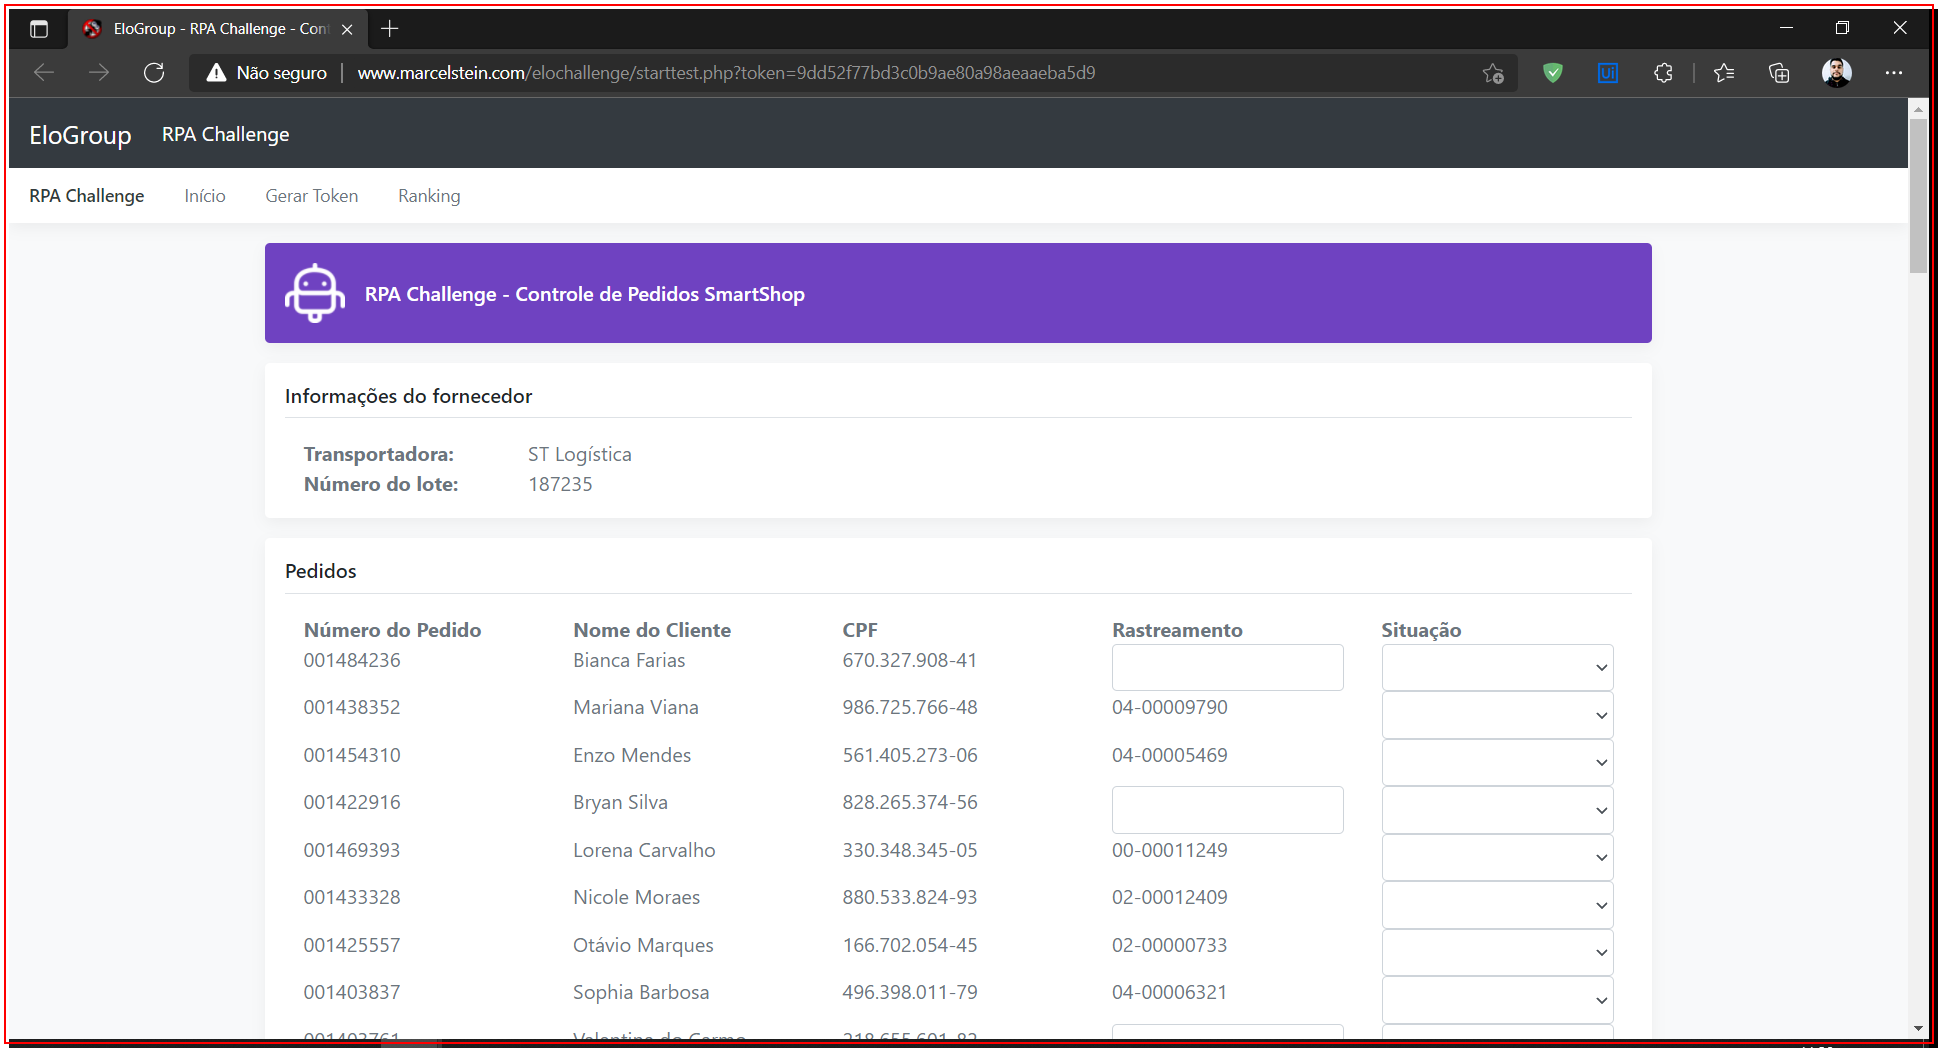 EloGroup - RPA Challenge - Con
Não seguro | www.marcelstein.com/elochallenge/starttest.php?token=9dd52f77bd3c0b9ae80a98aeaaeba5d9
Ui
EloGroup RPA Challenge
RPA Challenge Início Gerar Token Ranking
RPA Challenge - Controle de Pedidos SmartShop
Informações do fornecedor
Transportadora: ST Logística
Número do lote: 187235
Pedidos
Número do Pedido Nome do Cliente CPF Rastreamento Situação
001484236 Bianca Farias 670.327.908-41
001438352 Mariana Viana 986.725.766-48 04-00009790
001454310 Enzo Mendes 561.405.273-06 04-00005469
001422916 Bryan Silva 828.265.374-56
001469393 Lorena Carvalho 330.348.345-05 00-00011249
001433328 Nicole Moraes 880.533.824-93 02-00012409
001425557 Otávio Marques 166.702.054-45 02-00000733
001403837 Sophia Barbosa 496.398.011-79 04-00006321